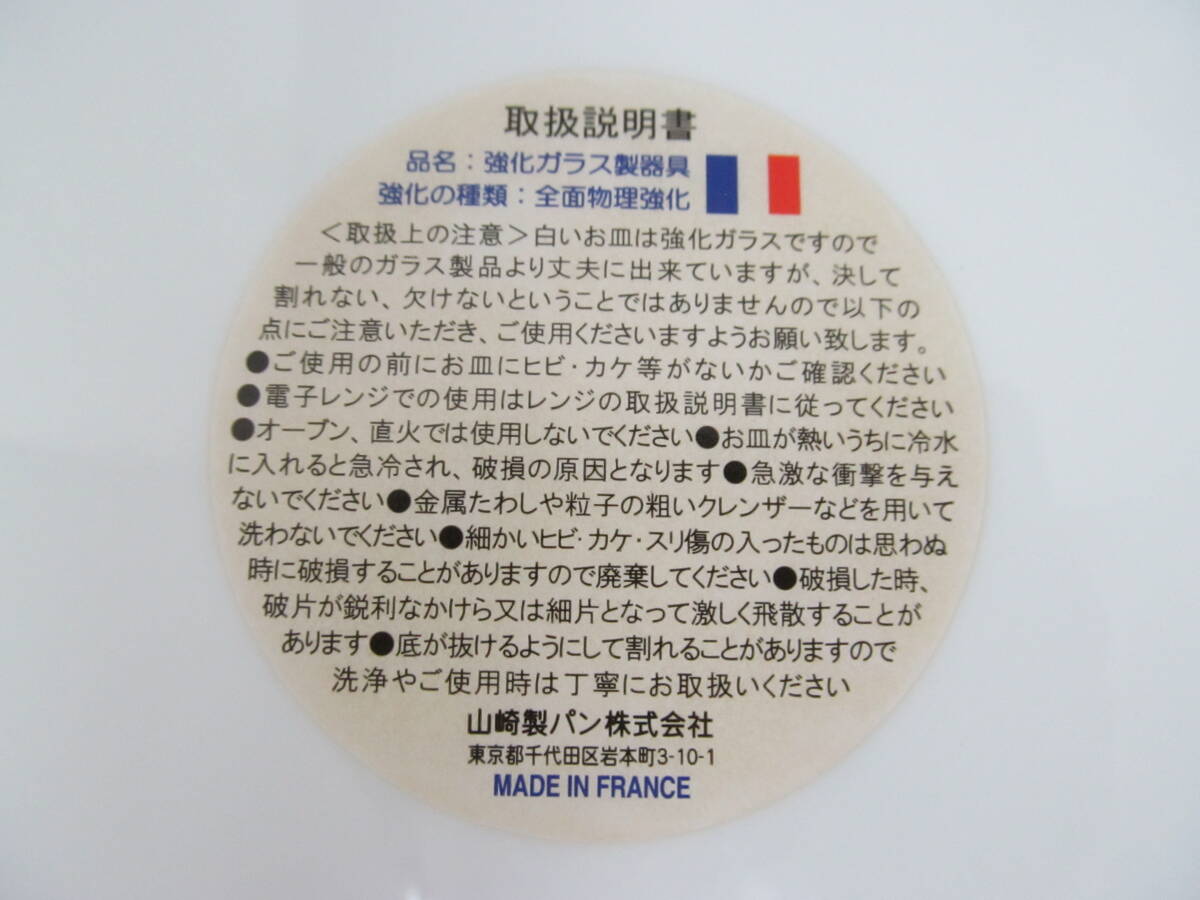 取扱説明書
品名：強化ガラス製器具
強化の種類：全面物理強化
＜取扱上の注意＞白いお皿は強化ガラスですので
一般のガラス製品より丈夫に出来ていますが、決して
割れない、欠けないということではありませんので以下の
点にご注意いただき、ご使用くださいますようお願い致します。
●ご使用の前にお皿にヒビ・カケ等がないかご確認ください
●電子レンジでの使用はレンジの取扱説明書に従ってください
●オーブン、直火では使用しないでください●お皿が熱いうちに冷水
に入れると急冷され、破損の原因となります●急激な衝撃を与え
ないでください●金属たわしや粒子の粗いクレンザーなどを用いて
洗わないでください●細かいヒビ・カケ・スリ傷の入ったものは思わぬ
時に破損することがありますので廃棄してください●破損した時、
破片が鋭利なかけら又は細片となって激しく飛散することが
あります●底が抜けるようにして割れることがありますので
洗浄やご使用時は丁寧にお取扱いください
山崎製パン株式会社
東京都千代田区岩本町3-10-1
MADE IN FRANCE